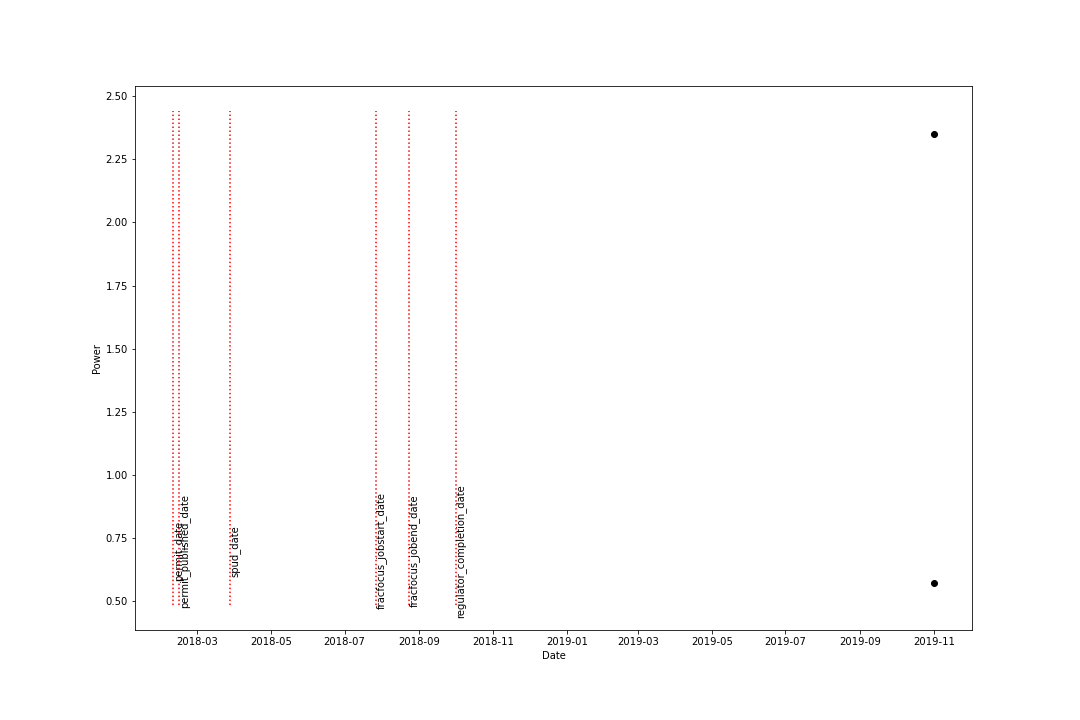 2.50
2.25
2.00
1.75
1.50
1.25
1.00
0.75
0.50
Power
permit_date
permit_published_date
spud_date
fracfocus_jobstart_date
fracfocus_jobend_date
regulator_completion_date
2018-03
2018-05
2018-07
2018-09
2018-11
2019-01
2019-03
2019-05
2019-07
2019-09
2019-11
Date